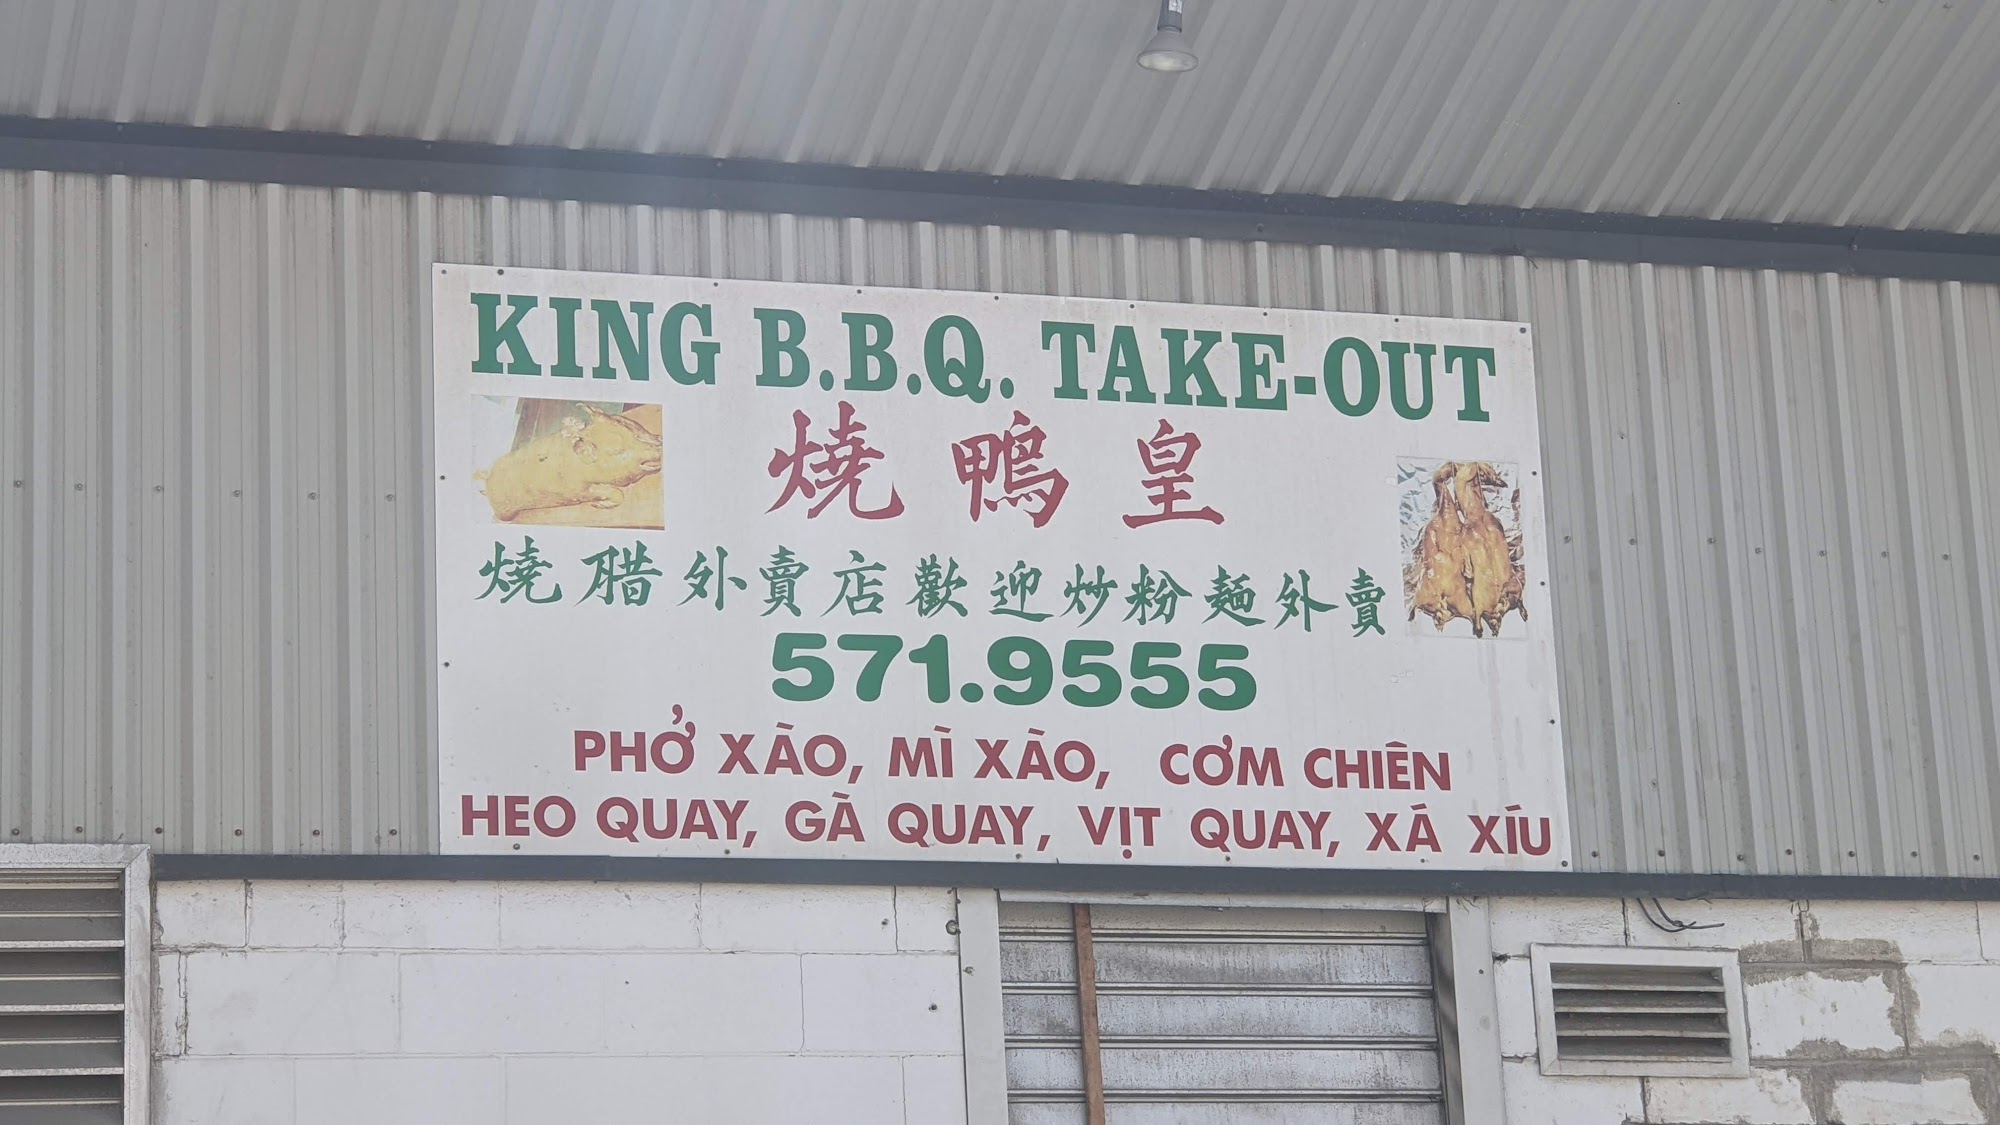 KING B.B.Q. TAKE-OUT
燒鴨皇
燒腊外賣店歡迎炒粉麵外賣
571.9555
PHỞ XÀO, MÌ XÀO, CƠM CHIÊN
HEO QUAY, GÀ QUAY, VỊT QUAY, XÁ XÍU